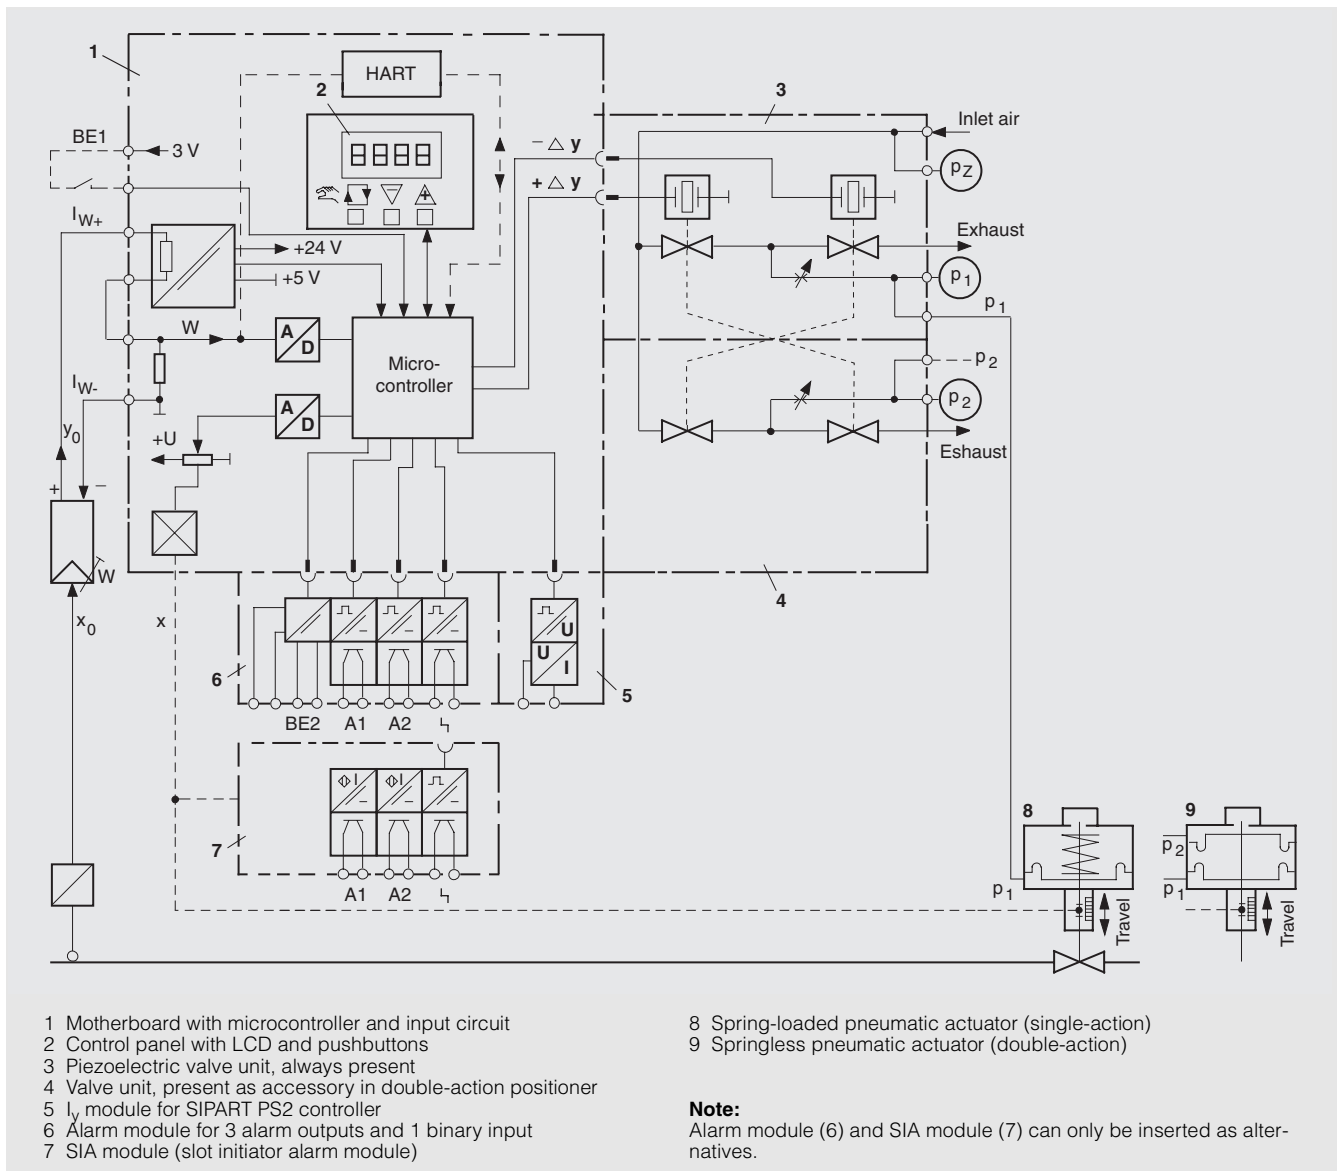 1
HART
2
3
BE1
3 V
– △ y
+ △ y
Inlet air
pZ
IW+
+24 V
+5 V
Exhaust
p1
p1
W
A
D
Micro-
controller
IW-
p2
p2
A
D
y0
+U
Eshaust
+
–
W
x0
x
4
U
U
I
6
5
BE2 A1 A2
I
I
7
A1 A2
8
9
p2
p1
p1
Travel
Travel
1 Motherboard with microcontroller and input circuit
2 Control panel with LCD and pushbuttons
3 Piezoelectric valve unit, always present
4 Valve unit, present as accessory in double-action positioner
5 Iy module for SIPART PS2 controller
6 Alarm module for 3 alarm outputs and 1 binary input
7 SIA module (slot initiator alarm module)
8 Spring-loaded pneumatic actuator (single-action)
9 Springless pneumatic actuator (double-action)
Note:
Alarm module (6) and SIA module (7) can only be inserted as alter-
natives.